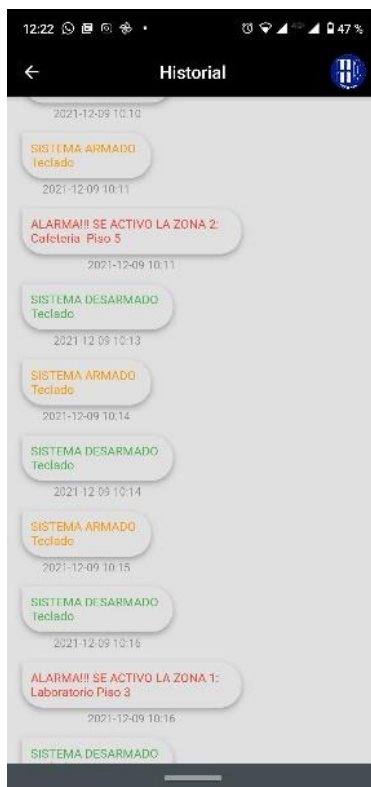 12:22 47 %
Historial
2021-12-09 10:10
SISTEMA ARMADO
Teclado
2021-12-09 10:11
ALARMA!!! SE ACTIVO LA ZONA 2:
Cafeteria Piso 5
2021-12-09 10:11
SISTEMA DESARMADO
Teclado
2021-12-09 10:13
SISTEMA ARMADO
Teclado
2021-12-09 10:14
SISTEMA DESARMADO
Teclado
2021-12-09 10:14
SISTEMA ARMADO
Teclado
2021-12-09 10:15
SISTEMA DESARMADO
Teclado
2021-12-09 10:16
ALARMA!!! SE ACTIVO LA ZONA 1:
Laboratorio Piso 3
2021-12-09 10:16
SISTEMA DESARMADO